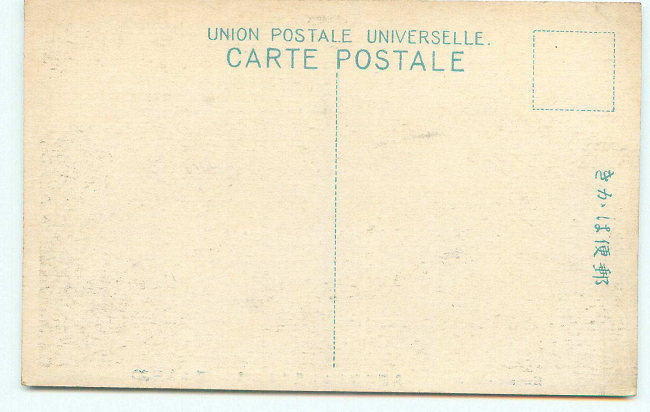 UNION POSTALE UNIVERSELLE.
CARTE POSTALE
郵便はかき